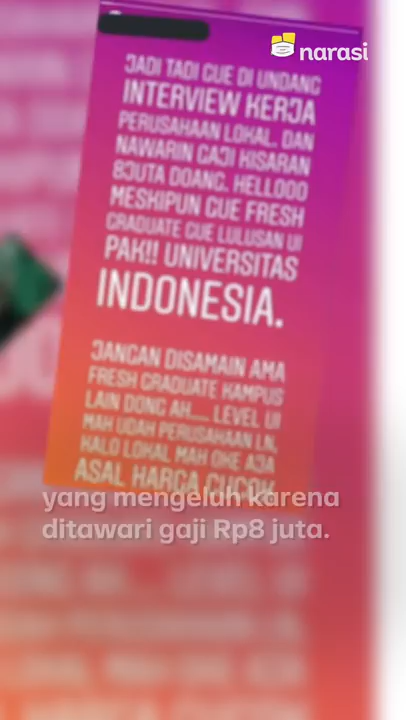 narasi
JADI TADI GUE DI UNDANG
INTERVIEW KERJA
PERUSAHAAN LOKAL, DAN
NAWARIN GAJI KISARAN
8JUTA DOANG. HELLOOO
MESKIPUN GUE FRESH
GRADUATE GUE LULUSAN UI
PAK!! UNIVERSITAS
INDONESIA.
JANGAN DISAMAIN AMA
FRESH GRADUATE KAMPUS
LAIN DONG AH.... LEVEL UI
MAH UDAH PERUSAHAAN LN,
KALO LOKAL MAH OKE AJA
ASAL HARGA CUCOK
yang mengeluh karena
ditawari gaji Rp8 juta.